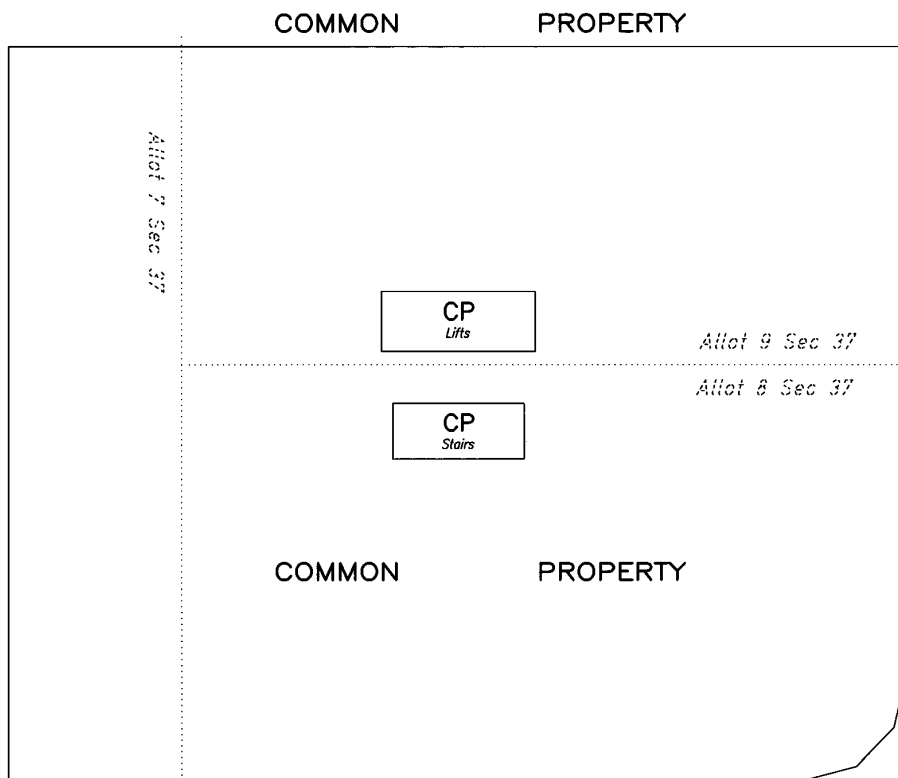 COMMON PROPERTY
Allot 7 Sec 37
CP
Lifts
Allot 9 Sec 37
Allot 8 Sec 37
CP
Stairs
COMMON PROPERTY